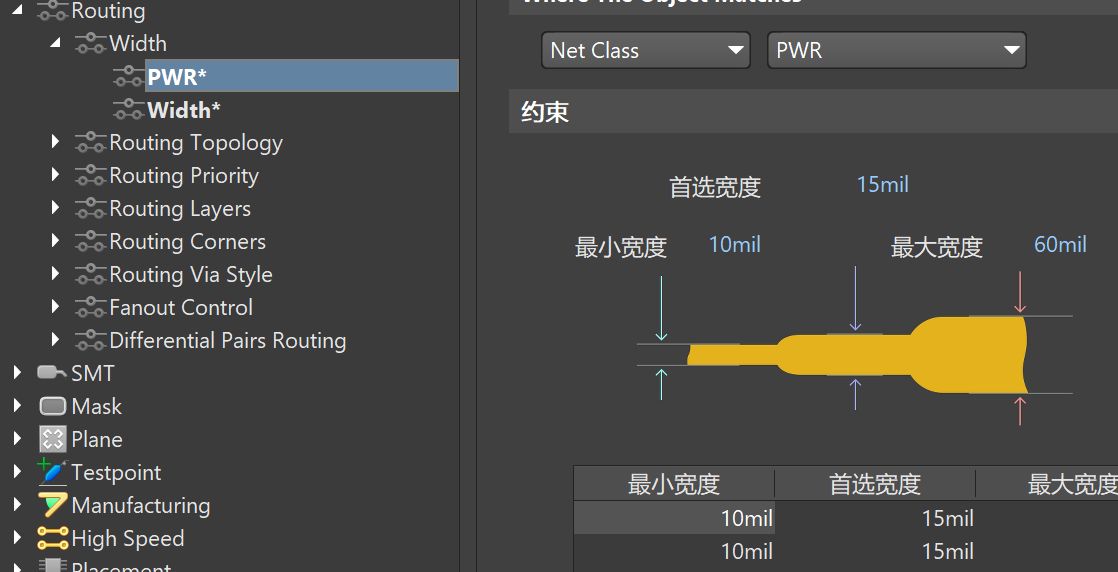 Routing
Width
PWR*
Width*
Routing Topology
Routing Priority
Routing Layers
Routing Corners
Routing Via Style
Fanout Control
Differential Pairs Routing
SMT
Mask
Plane
Testpoint
Manufacturing
High Speed
Placement
Where The Object Matches
Net Class PWR
约束
首选宽度 15mil
最小宽度 10mil 最大宽度 60mil
最小宽度 首选宽度 最大宽度
10mil 15mil
10mil 15mil